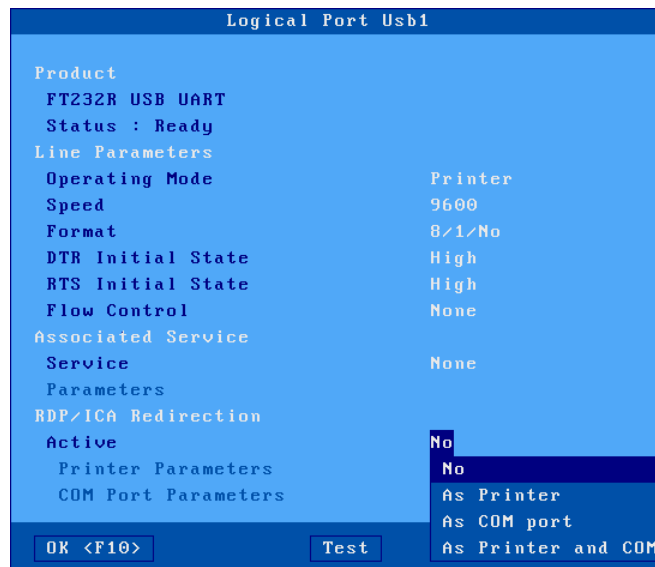 Logical Port Usb1
Product
FT232R USB UART
Status : Ready
Line Parameters
Operating Mode Printer
Speed 9600
Format 8/1/No
DTR Initial State High
RTS Initial State High
Flow Control None
Associated Service
Service None
Parameters
RDP/ICA Redirection
Active No
Printer Parameters No
COM Port Parameters As Printer
As COM port
OK <F10> Test As Printer and COM